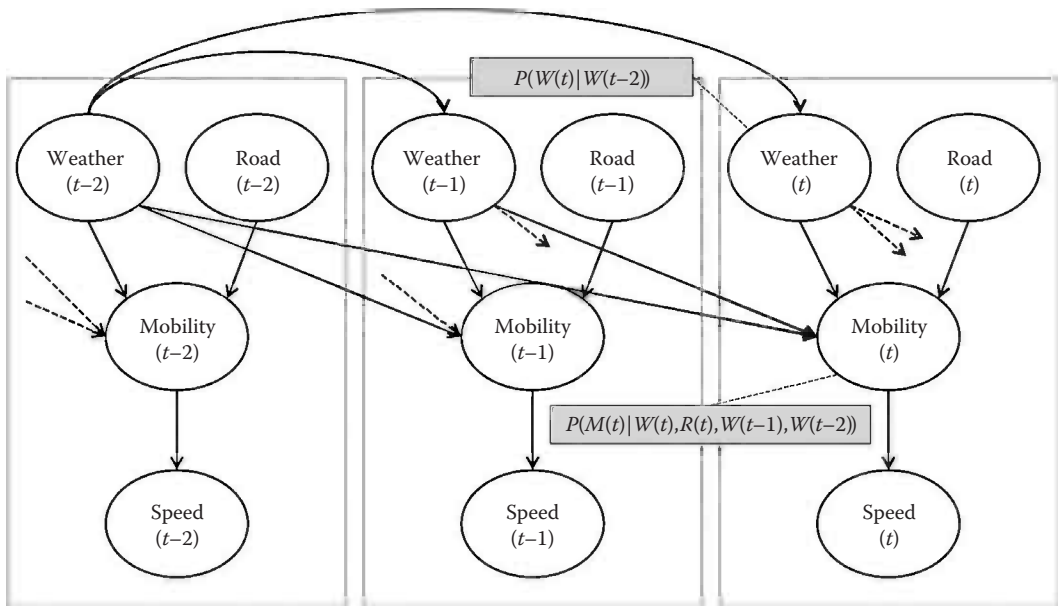 P(W(t)|W(t–2))
Weather
(t–2)
Road
(t–2)
Weather
(t–1)
Road
(t–1)
Weather
(t)
Road
(t)
Mobility
(t–2)
Mobility
(t–1)
Mobility
(t)
P(M(t)|W(t),R(t),W(t–1),W(t–2))
Speed
(t–2)
Speed
(t–1)
Speed
(t)